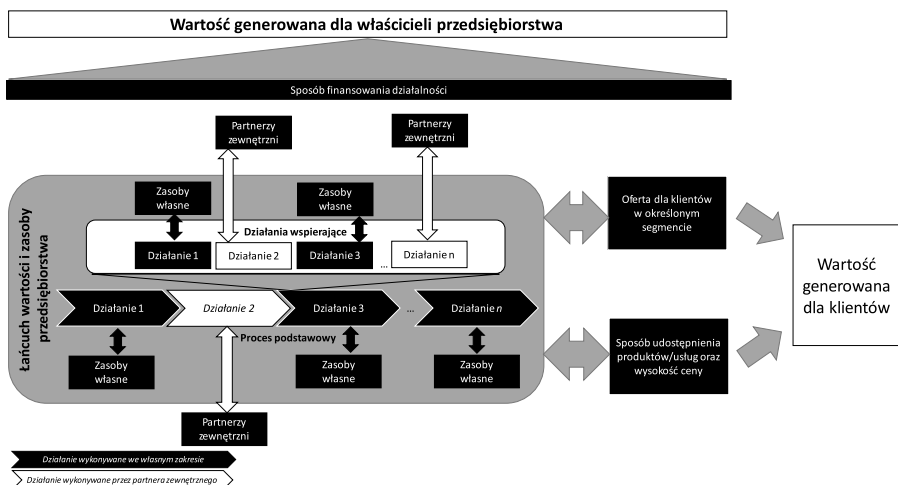 Wartość generowana dla właścicieli przedsiębiorstwa
Sposób finansowania działalności
Partnerzy
zewnętrzni
Partnerzy
zewnętrzni
Łańcuch wartości i zasoby
przedsiębiorstwa
Zasoby
własne
Zasoby
własne
Działania wspierające
Działanie 1
Działanie 2
Działanie 3
...
Działanie n
Działanie 1
Działanie 2
Działanie 3
...
Działanie n
Proces podstawowy
Zasoby
własne
Zasoby
własne
Zasoby
własne
Partnerzy
zewnętrzni
Oferta dla klientów
w określonym
segmencie
Sposób udostępnienia
produktów/usług oraz
wysokość ceny
Wartość
generowana
dla klientów
Działanie wykonywane we własnym zakresie
Działanie wykonywane przez partnera zewnętrznego